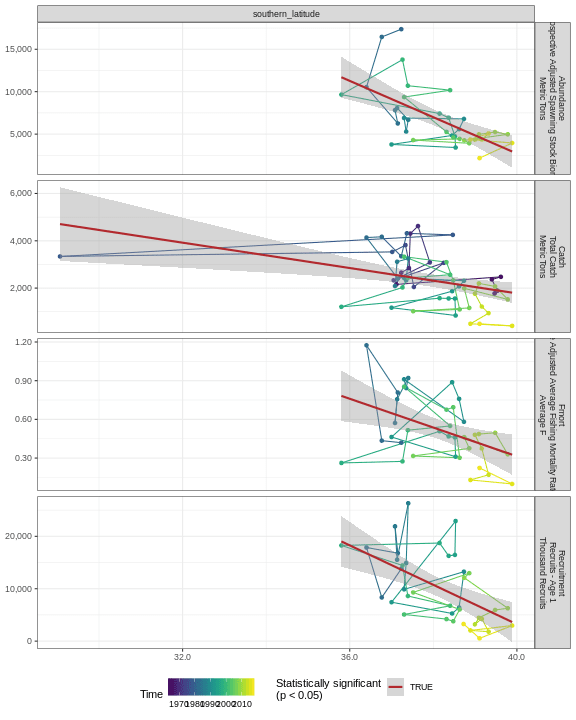 southern_latitude
15,000
10,000
5,000
Abundance
Adjusted Spawning Stock
Metric Tons
6,000
4,000
2,000
Catch
Total Catch
Metric Tons
1.20
0.90
0.60
0.30
Fmort
Adjusted Average Fishing Mortality
Average F
20,000
10,000
0
Recruitment
Recruits - Age 1
Thousand Recruits
32.0 36.0 40.0
Time
1970 1980 1990 2000 2010
Statistically significant
(p < 0.05)
TRUE